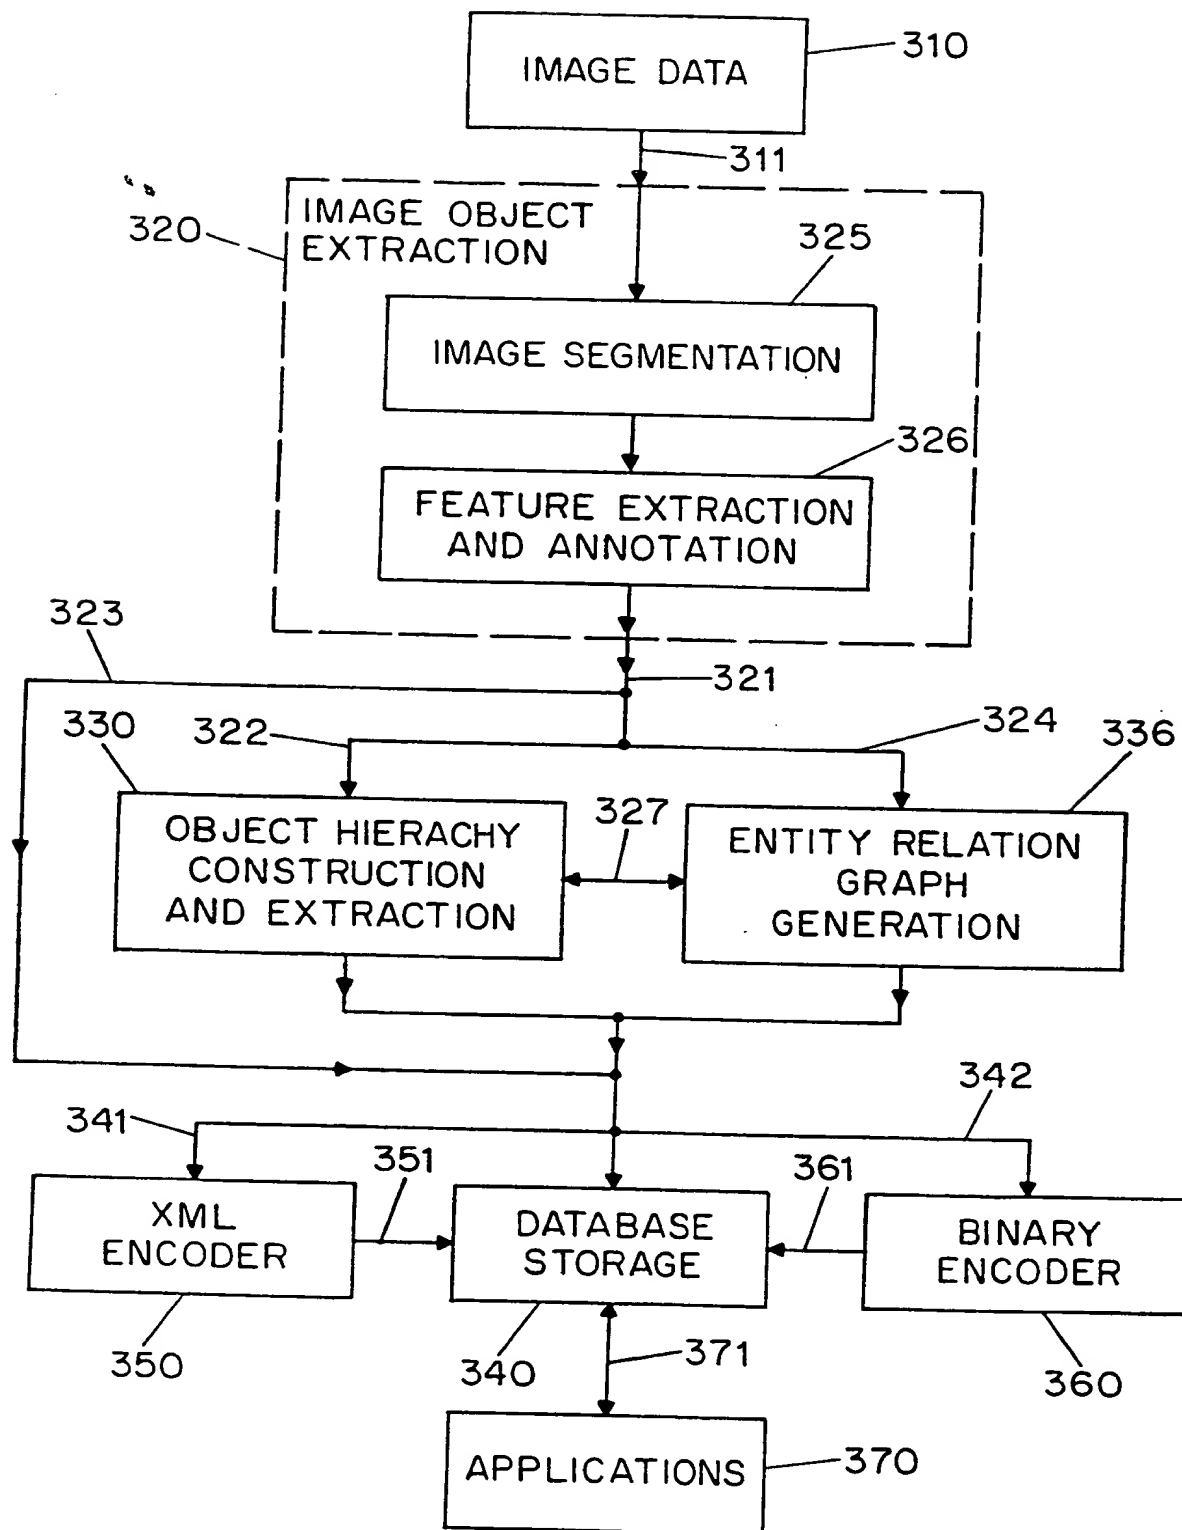 310
IMAGE DATA
311
320
IMAGE OBJECT
EXTRACTION
325
IMAGE SEGMENTATION
326
FEATURE EXTRACTION
AND ANNOTATION
323
321
330
322
324
336
327
OBJECT HIERACHY
CONSTRUCTION
AND EXTRACTION
ENTITY RELATION
GRAPH
GENERATION
342
341
351
361
XML
ENCODER
DATABASE
STORAGE
BINARY
ENCODER
350
340
371
360
APPLICATIONS
370